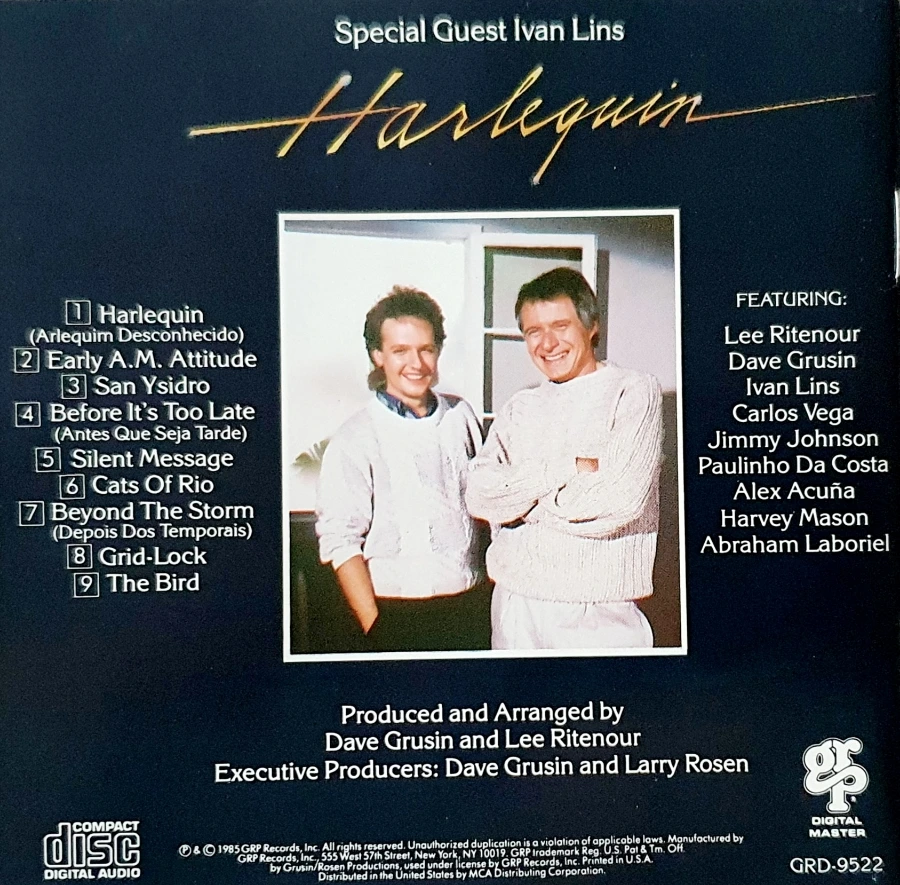 Special Guest Ivan Lins
Harlequin
1 Harlequin
(Arlequim Desconhecido)
2 Early A.M. Attitude
3 San Ysidro
4 Before It's Too Late
(Antes Que Seja Tarde)
5 Silent Message
6 Cats Of Rio
7 Beyond The Storm
(Depois Dos Temporais)
8 Grid-Lock
9 The Bird
FEATURING:
Lee Ritenour
Dave Grusin
Ivan Lins
Carlos Vega
Jimmy Johnson
Paulinho Da Costa
Alex Acuña
Harvey Mason
Abraham Laboriel
Produced and Arranged by
Dave Grusin and Lee Ritenour
Executive Producers: Dave Grusin and Larry Rosen
COMPACT
disc
DIGITAL AUDIO
℗ & © 1985 GRP Records, Inc. All rights reserved. Unauthorized duplication is a violation of applicable laws. Manufactured by
GRP Records, Inc., 555 West 57th Street, New York, NY 10019. GRP trademark Reg. U.S. Pat & Tm. Off.
by Grusin/Rosen Productions, used under license by GRP Records, Inc. Printed in U.S.A.
Distributed in the United States by MCA Distributing Corporation.
grp®
DIGITAL
MASTER
GRD-9522